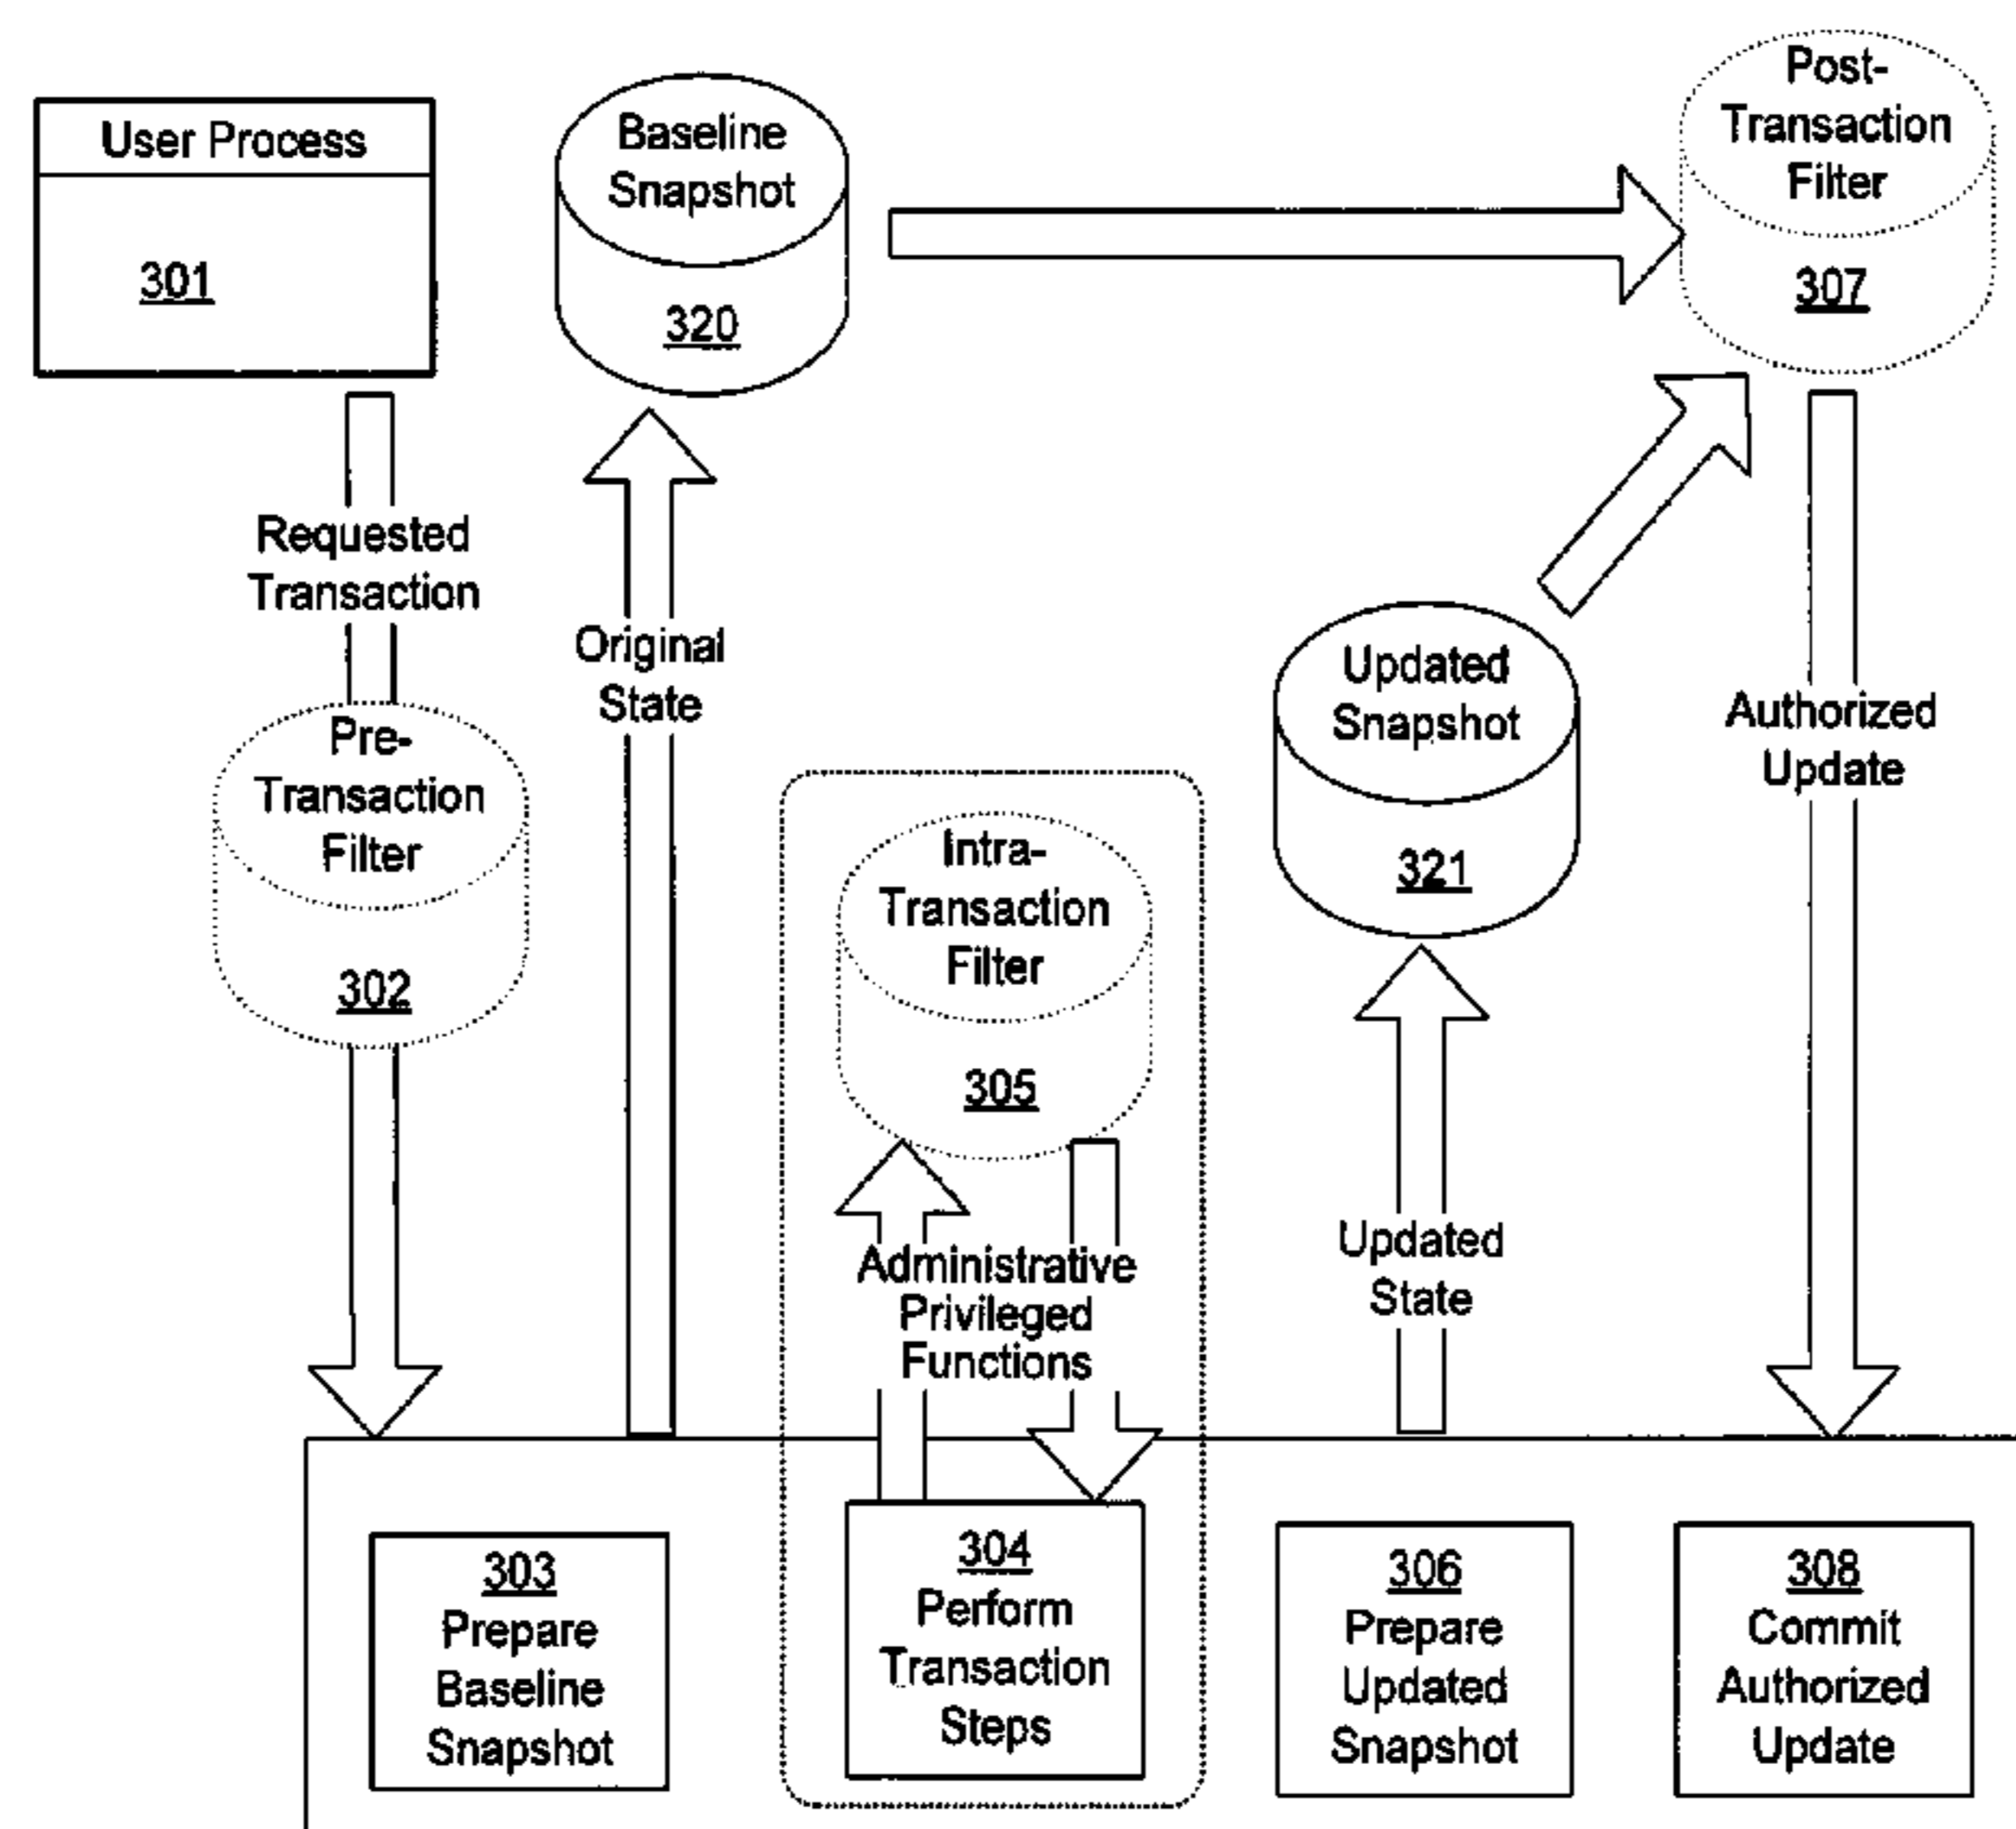 User Process
301
Baseline
Snapshot
320
Post-
Transaction
Filter
307
Requested
Transaction
Original
State
Pre-
Transaction
Filter
302
Intra-
Transaction
Filter
305
Updated
Snapshot
321
Authorized
Update
Administrative
Privileged
Functions
Updated
State
303
Prepare
Baseline
Snapshot
304
Perform
Transaction
Steps
306
Prepare
Updated
Snapshot
308
Commit
Authorized
Update